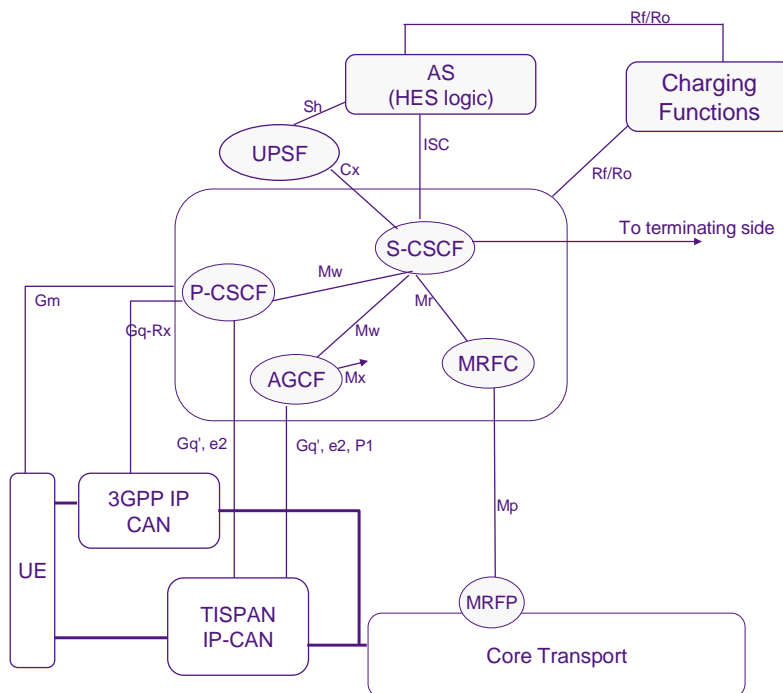 Rf/Ro
AS
(HES logic)
Charging
Functions
Sh
UPSF
ISC
Cx
Rf/Ro
S-CSCF
To terminating side
Mw
P-CSCF
Gm
Mr
Gq-Rx
Mw
MRFC
AGCF
Mx
Gq', e2
Gq', e2, P1
3GPP IP
CAN
Mp
UE
TISPAN
IP-CAN
MRFP
Core Transport